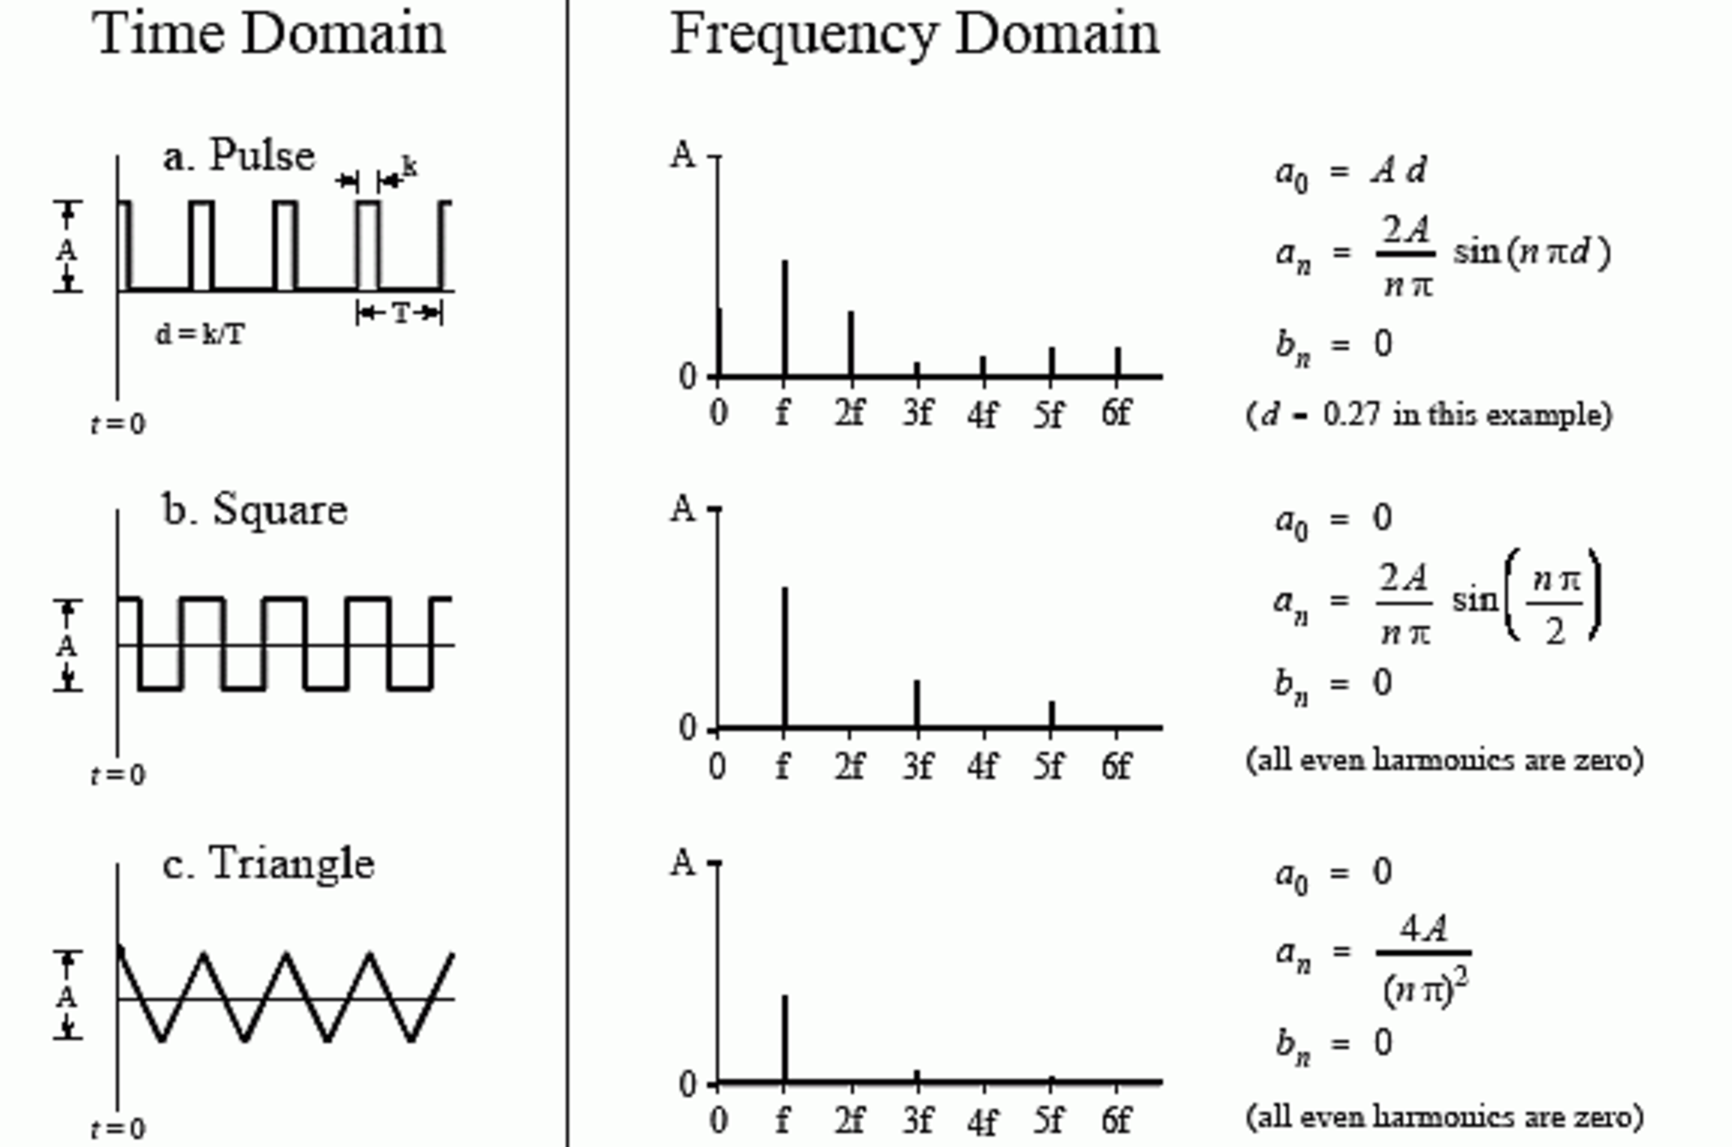 Time Domain
Frequency Domain
a. Pulse
k
A
T
d = k/T
t = 0
A
0
0 f 2f 3f 4f 5f 6f
a₀ = A d
aₙ = 2A/nπ sin(nπd)
bₙ = 0
(d = 0.27 in this example)
b. Square
A
t = 0
A
0
0 f 2f 3f 4f 5f 6f
a₀ = 0
aₙ = 2A/nπ sin(nπ/2)
bₙ = 0
(all even harmonics are zero)
c. Triangle
A
t = 0
A
0
0 f 2f 3f 4f 5f 6f
a₀ = 0
aₙ = 4A/(nπ)²
bₙ = 0
(all even harmonics are zero)